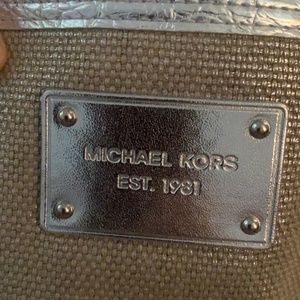 MICHAEL KORS
EST. 1981